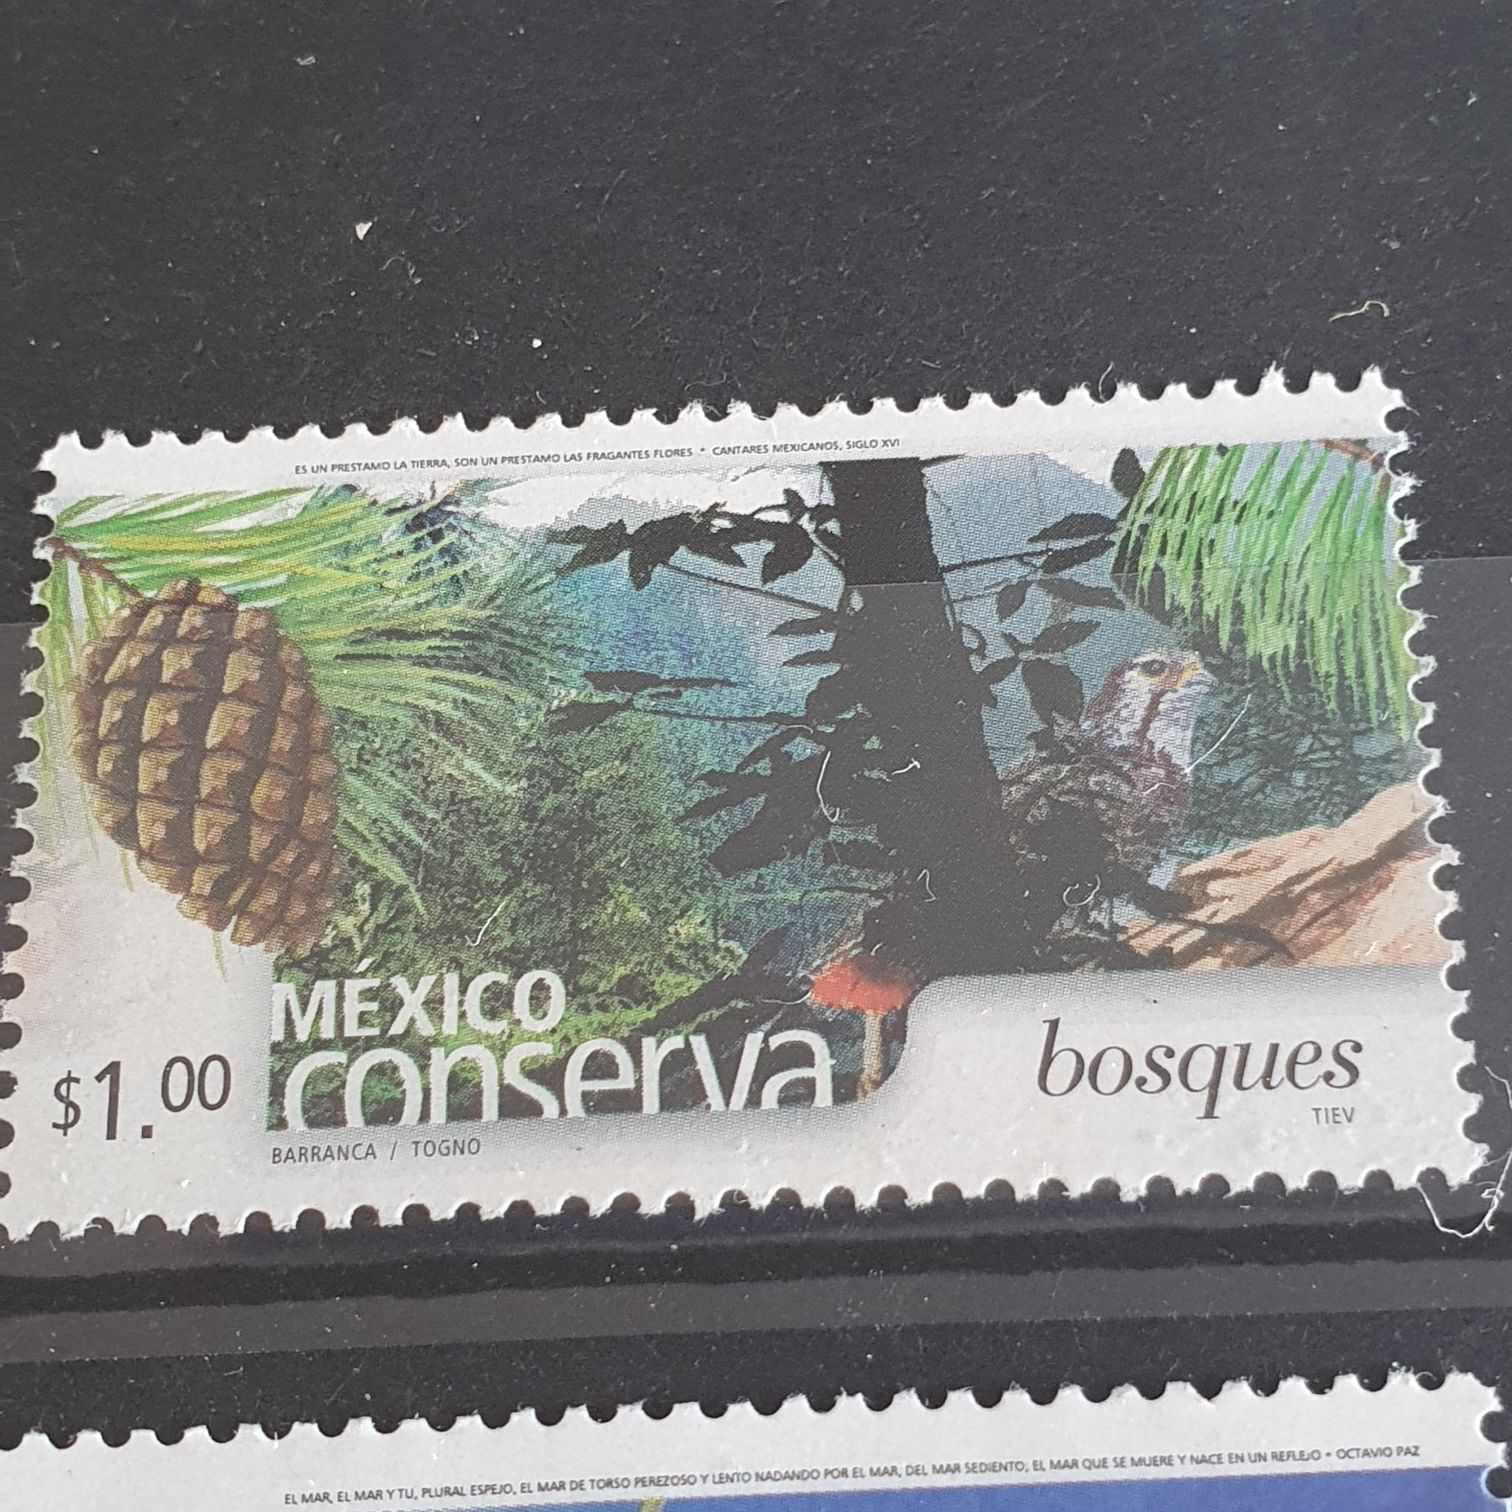 ES UN PRESTAMO LA TIERRA, SON UN PRESTAMO LAS FRAGANTES FLORES • CANTARES MEXICANOS, SIGLO XVI
MÉXICO
conserva
$1.00
bosques
TIEV
BARRANCA / TOGNO
EL MAR, EL MAR Y TU, PLURAL ESPEJO, EL MAR DE TORSO PEREZOSO Y LENTO NADANDO POR EL MAR, DEL MAR SEDIENTO; EL MAR QUE SE MUERE Y NACE EN UN REFLEJO • OCTAVIO PAZ